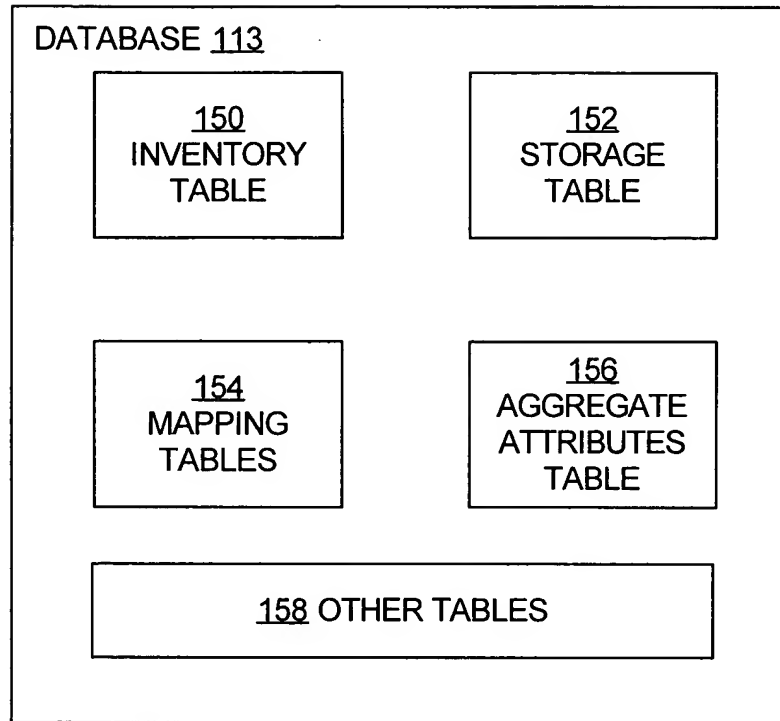 DATABASE 113
150
INVENTORY
TABLE
152
STORAGE
TABLE
154
MAPPING
TABLES
156
AGGREGATE
ATTRIBUTES
TABLE
158 OTHER TABLES